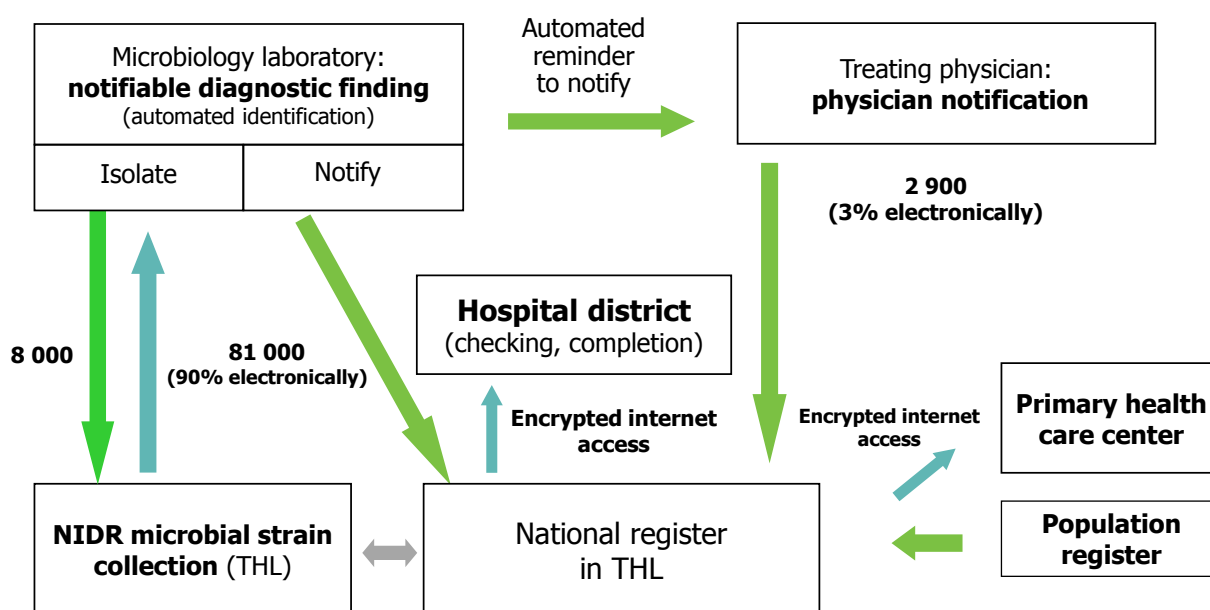 Microbiology laboratory:
notifiable diagnostic finding
(automated identification)
Isolate
Notify
Automated
reminder
to notify
Treating physician:
physician notification
2 900
(3% electronically)
8 000
81 000
(90% electronically)
Hospital district
(checking, completion)
Encrypted internet
access
Encrypted internet
access
Primary health
care center
NIDR microbial strain
collection (THL)
National register
in THL
Population
register